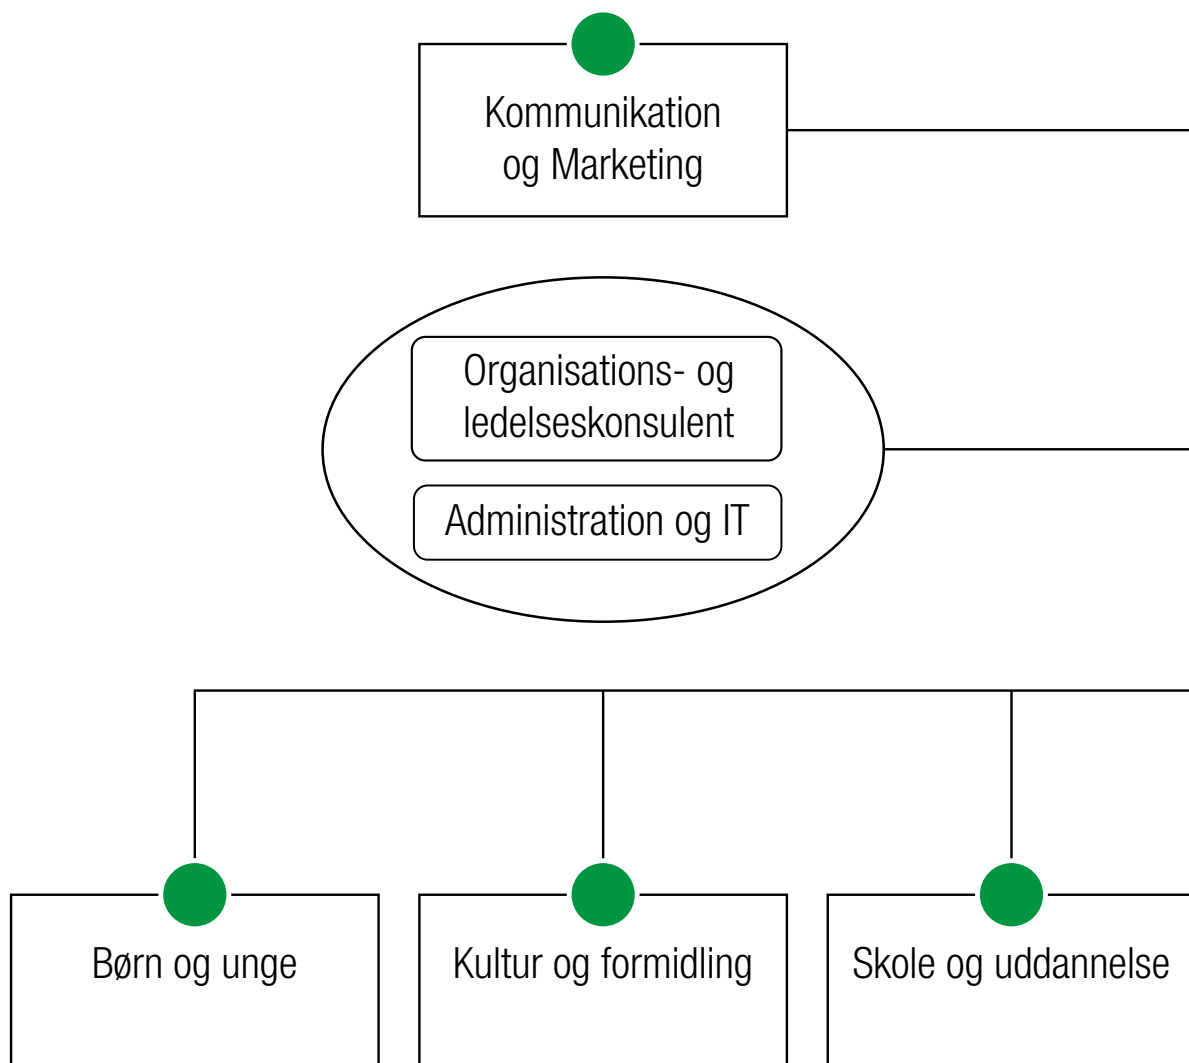 Kommunikation
og Marketing
Organisations- og
ledelseskonsulent
Administration og IT
Børn og unge
Kultur og formidling
Skole og uddannelse